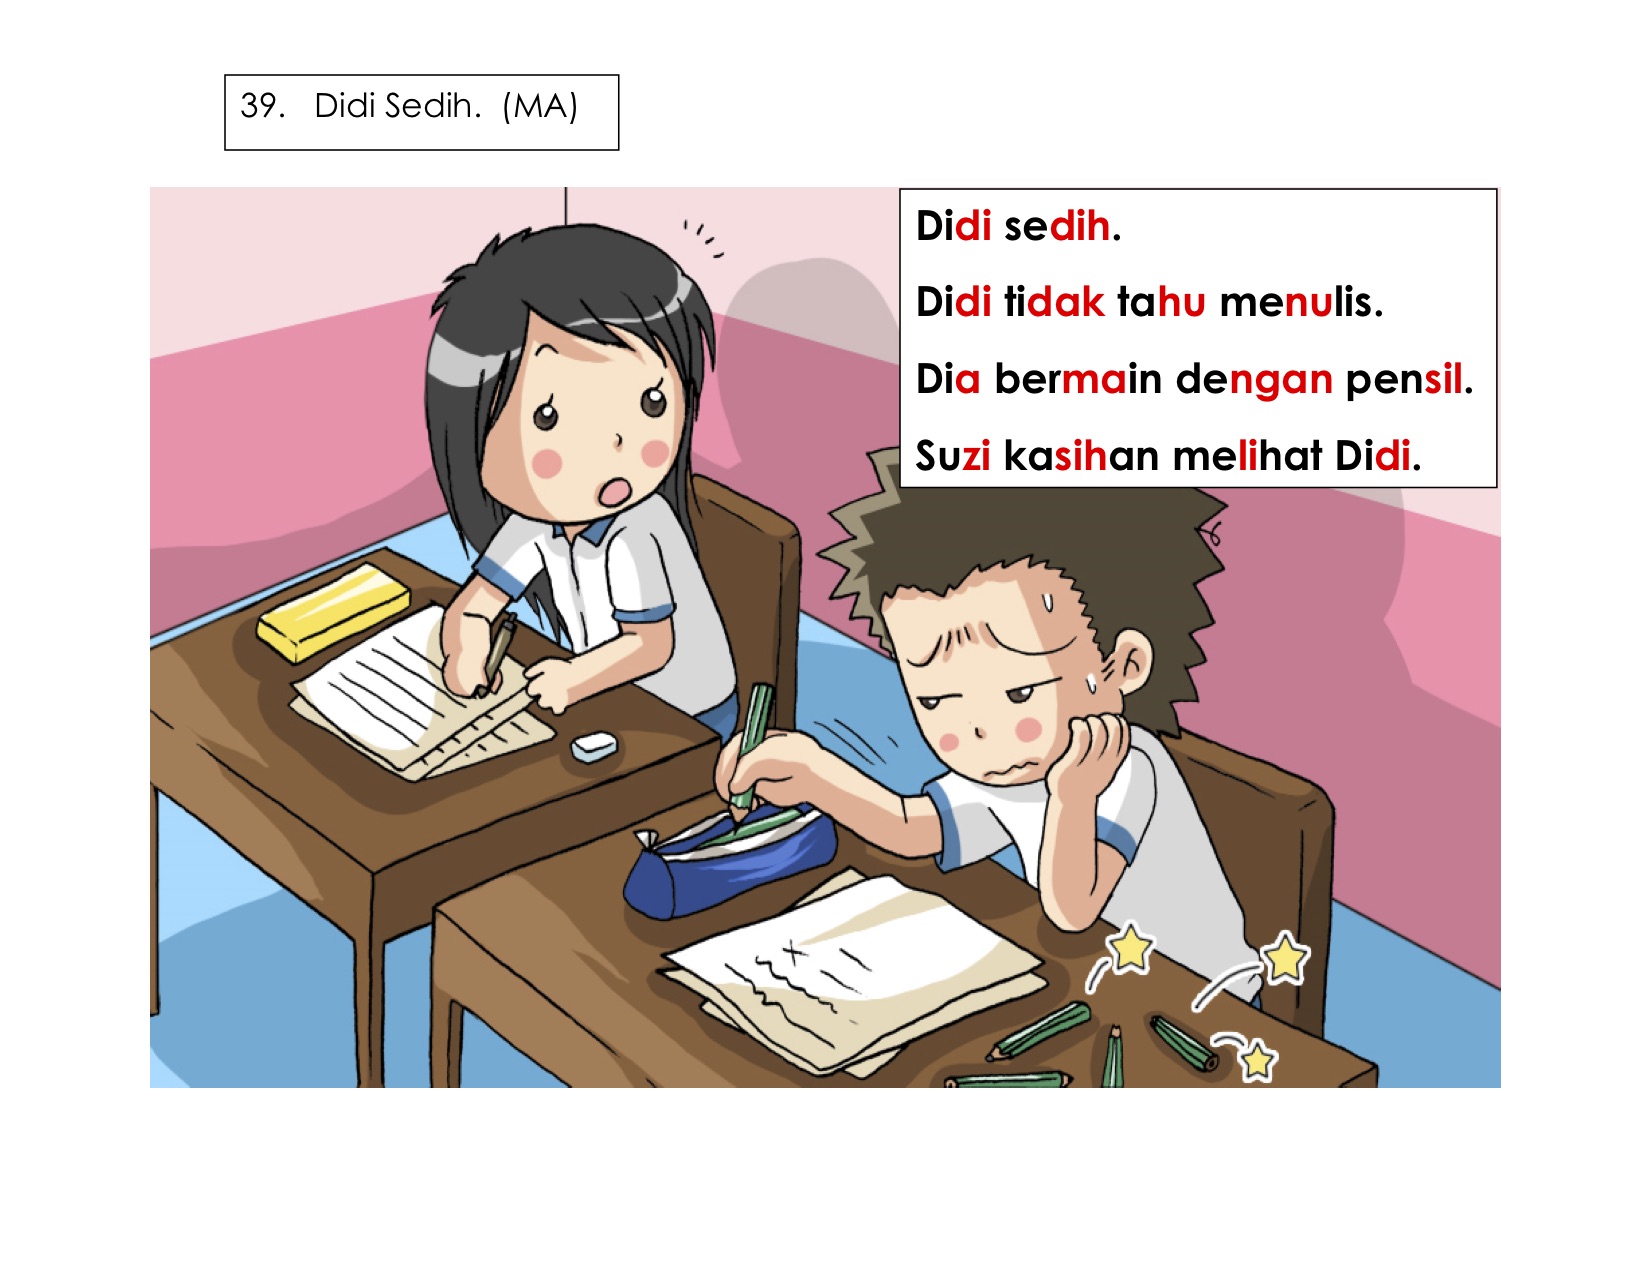 39. Didi Sedih. (MA)
Didi sedih.
Didi tidak tahu menulis.
Dia bermain dengan pensil.
Suzi kasihan melihat Didi.